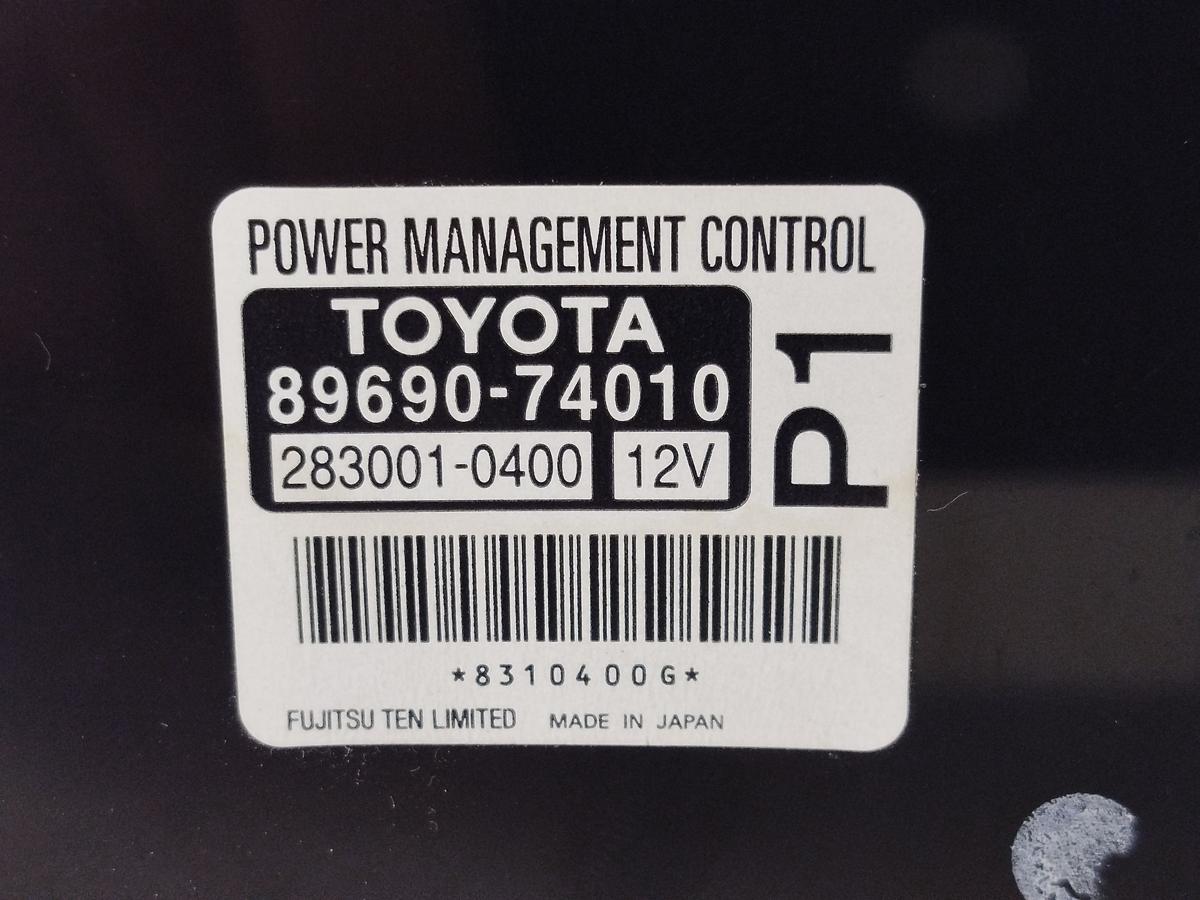 POWER MANAGEMENT CONTROL
TOYOTA
89690-74010
283001-0400 12V
P1
*8310400G*
FUJITSU TEN LIMITED MADE IN JAPAN